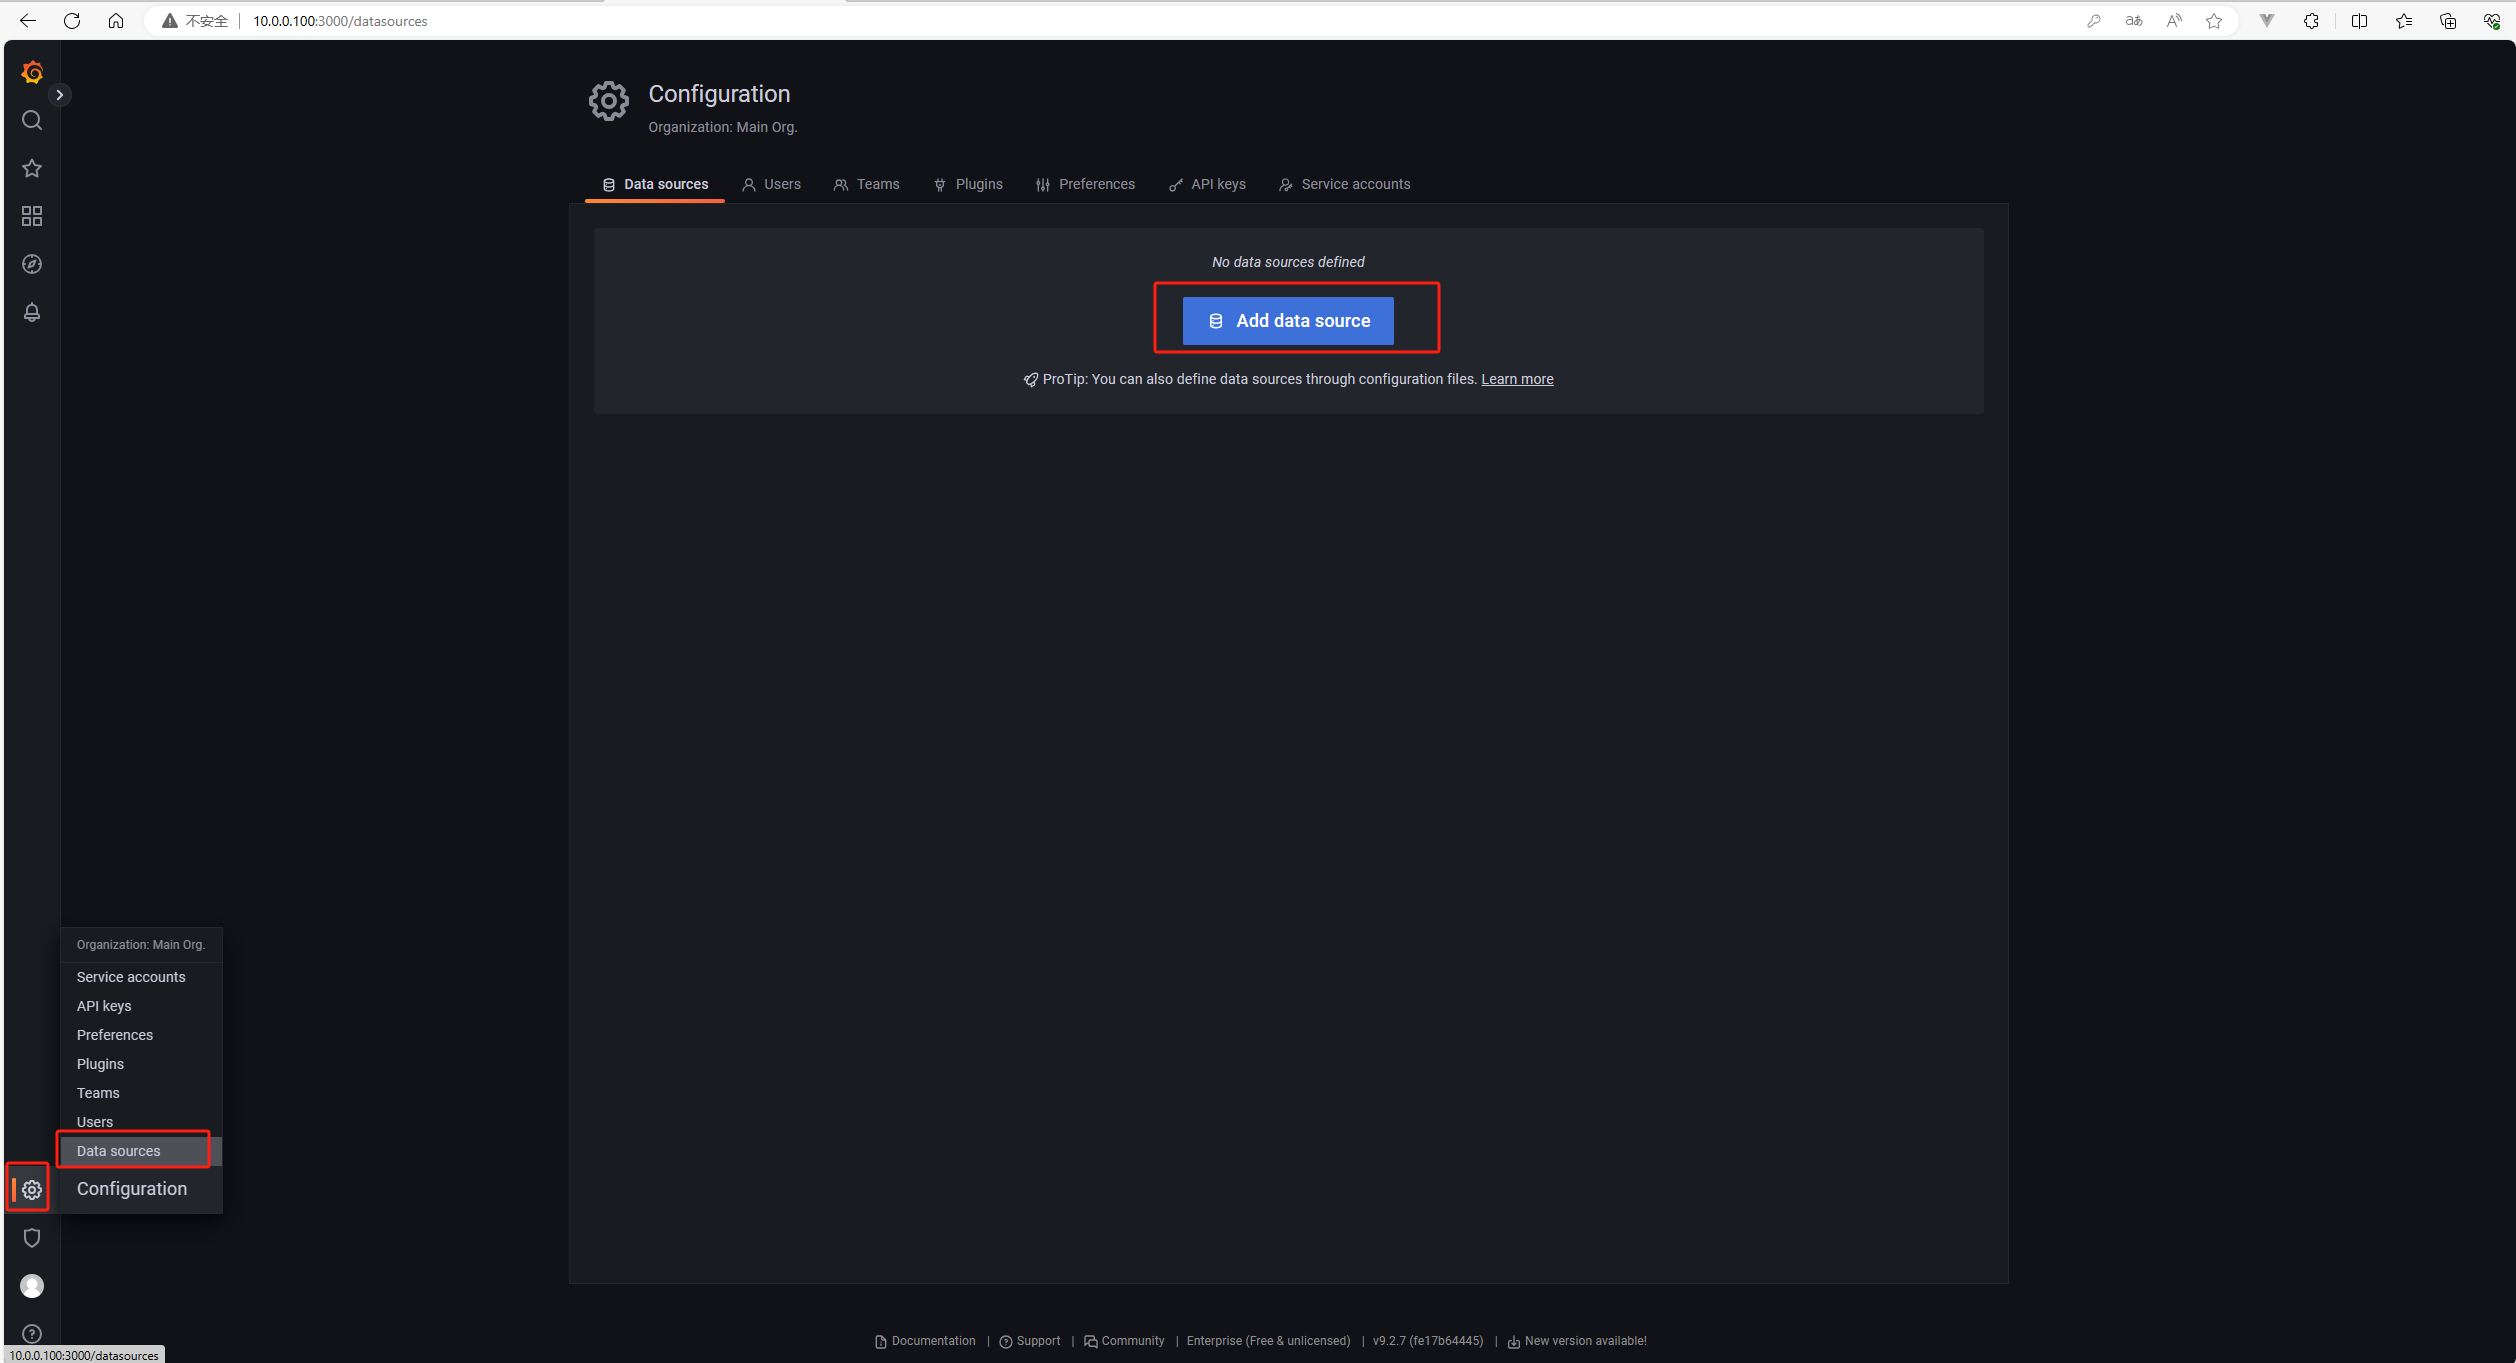 不安全 | 10.0.0.100:3000/datasources
Configuration
Organization: Main Org.
Data sources Users Teams Plugins Preferences API keys Service accounts
No data sources defined
Add data source
ProTip: You can also define data sources through configuration files. Learn more
Organization: Main Org.
Service accounts
API keys
Preferences
Plugins
Teams
Users
Data sources
Configuration
Documentation | Support | Community | Enterprise (Free & unlicensed) | v9.2.7 (fe17b64445) | New version available!
10.0.0.100:3000/datasources